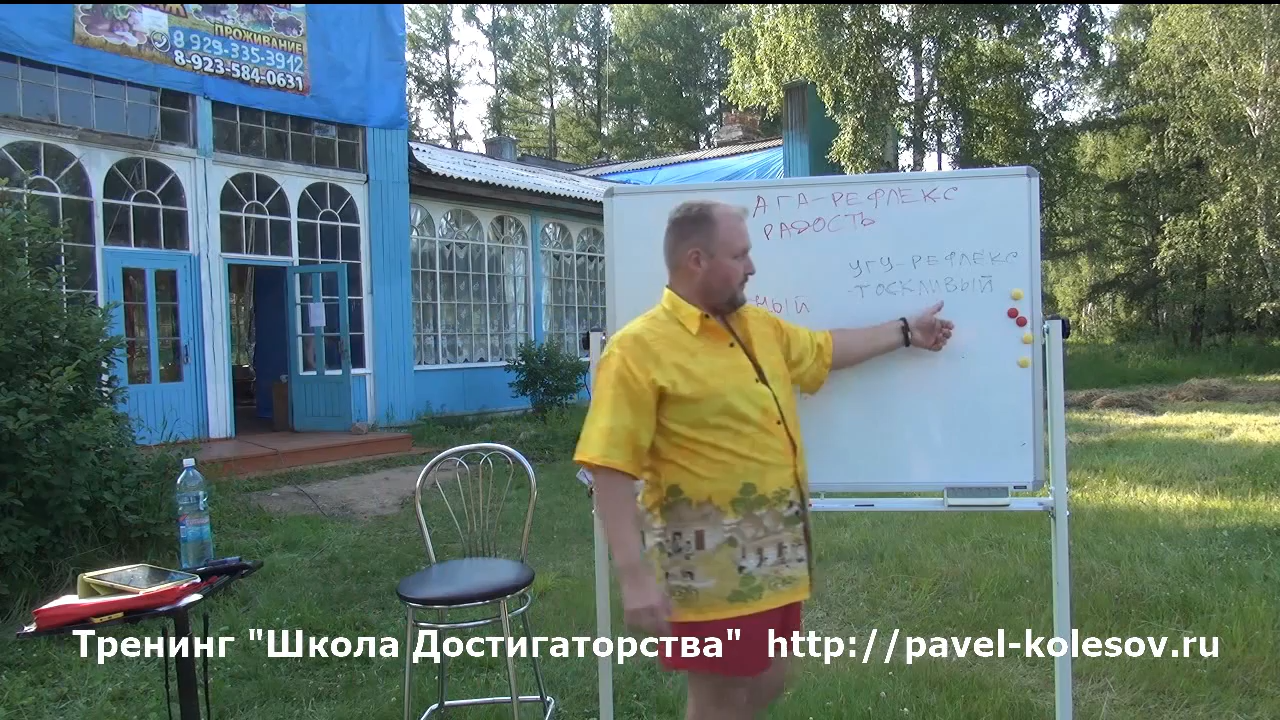 ПРОЖИВАНИЕ
8 929-335-3912
8-923-584-0631
АГА-РЕФЛЕКС
РАДОСТЬ
УГУ-РЕФЛЕКС
-ТОСКЛИВЫЙ
МЫЙ
Тренинг "Школа Достигаторства" http://pavel-kolesov.ru